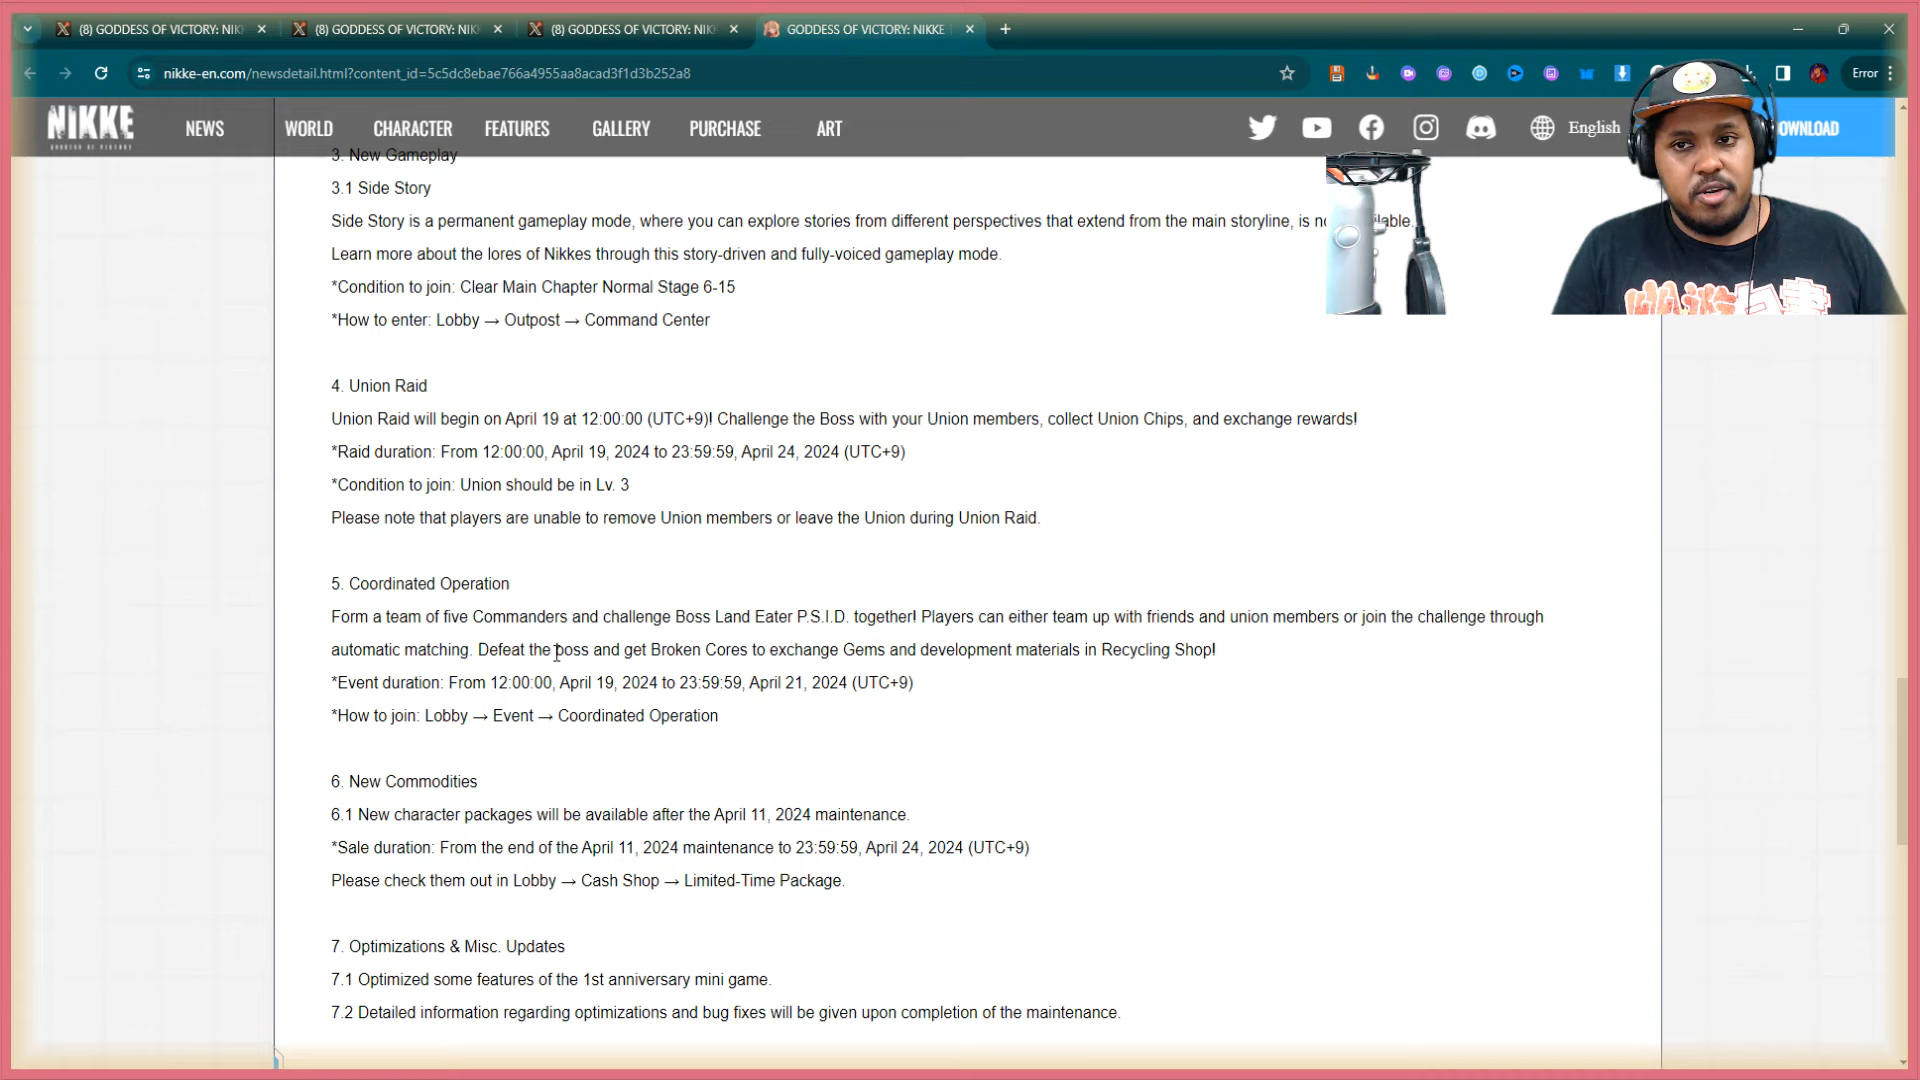 (8) GODDESS OF VICTORY: NIK
(8) GODDESS OF VICTORY: NIK
(8) GODDESS OF VICTORY: NIK
GODDESS OF VICTORY: NIKKE
nikke-en.com/newsdetail.html?content_id=5c5dc8ebae766a4955aa8acad3f1d3b252a8
Error
NIKKE
GODDESS OF VICTORY
NEWS
WORLD
CHARACTER
FEATURES
GALLERY
PURCHASE
ART
English
OWNLOAD
3. New Gameplay
3.1 Side Story
Side Story is a permanent gameplay mode, where you can explore stories from different perspectives that extend from the main storyline, is no ilable.
Learn more about the lores of Nikkes through this story-driven and fully-voiced gameplay mode.
*Condition to join: Clear Main Chapter Normal Stage 6-15
*How to enter: Lobby → Outpost → Command Center
4. Union Raid
Union Raid will begin on April 19 at 12:00:00 (UTC+9)! Challenge the Boss with your Union members, collect Union Chips, and exchange rewards!
*Raid duration: From 12:00:00, April 19, 2024 to 23:59:59, April 24, 2024 (UTC+9)
*Condition to join: Union should be in Lv. 3
Please note that players are unable to remove Union members or leave the Union during Union Raid.
5. Coordinated Operation
Form a team of five Commanders and challenge Boss Land Eater P.S.I.D. together! Players can either team up with friends and union members or join the challenge through
automatic matching. Defeat the boss and get Broken Cores to exchange Gems and development materials in Recycling Shop!
*Event duration: From 12:00:00, April 19, 2024 to 23:59:59, April 21, 2024 (UTC+9)
*How to join: Lobby → Event → Coordinated Operation
6. New Commodities
6.1 New character packages will be available after the April 11, 2024 maintenance.
*Sale duration: From the end of the April 11, 2024 maintenance to 23:59:59, April 24, 2024 (UTC+9)
Please check them out in Lobby → Cash Shop → Limited-Time Package.
7. Optimizations & Misc. Updates
7.1 Optimized some features of the 1st anniversary mini game.
7.2 Detailed information regarding optimizations and bug fixes will be given upon completion of the maintenance.